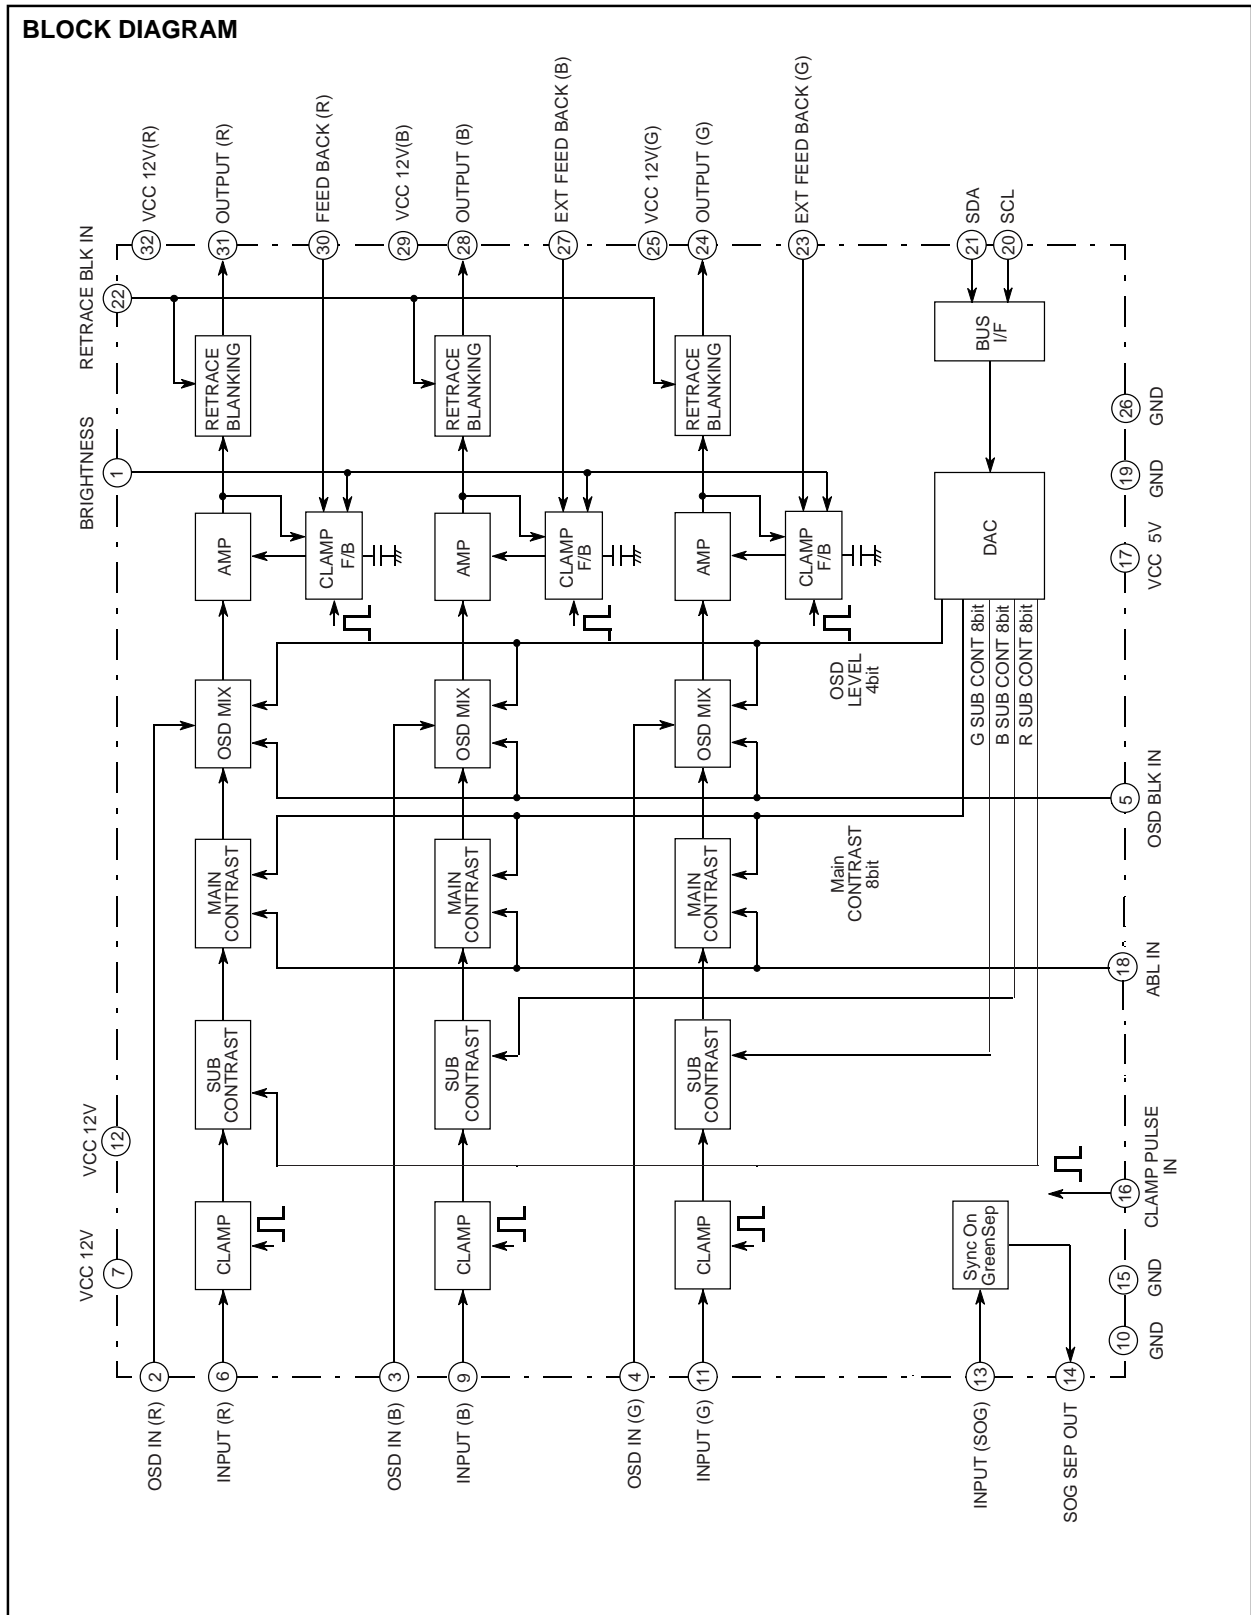 BLOCK DIAGRAM
32
VCC 12V(R)
31
OUTPUT (R)
30
FEED BACK (R)
29
VCC 12V(B)
28
OUTPUT (B)
27
EXT FEED BACK (B)
25
VCC 12V(G)
24
OUTPUT (G)
23
EXT FEED BACK (G)
21
SDA
20
SCL
RETRACE BLK IN
22
RETRACE
BLANKING
RETRACE
BLANKING
RETRACE
BLANKING
BUS
I/F
26
GND
BRIGHTNESS
1
AMP
CLAMP
F/B
AMP
CLAMP
F/B
AMP
CLAMP
F/B
DAC
19
GND
17
VCC 5V
OSD MIX
OSD MIX
OSD MIX
OSD
LEVEL
4bit
G SUB CONT 8bit
B SUB CONT 8bit
R SUB CONT 8bit
5
OSD BLK IN
MAIN
CONTRAST
MAIN
CONTRAST
MAIN
CONTRAST
Main
CONTRAST
8bit
18
ABL IN
SUB
CONTRAST
SUB
CONTRAST
SUB
CONTRAST
VCC 12V
12
16
CLAMP PULSE
IN
VCC 12V
7
CLAMP
CLAMP
CLAMP
Sync On
GreenSep
15
GND
10
GND
2
OSD IN (R)
6
INPUT (R)
3
OSD IN (B)
9
INPUT (B)
4
OSD IN (G)
11
INPUT (G)
13
INPUT (SOG)
14
SOG SEP OUT